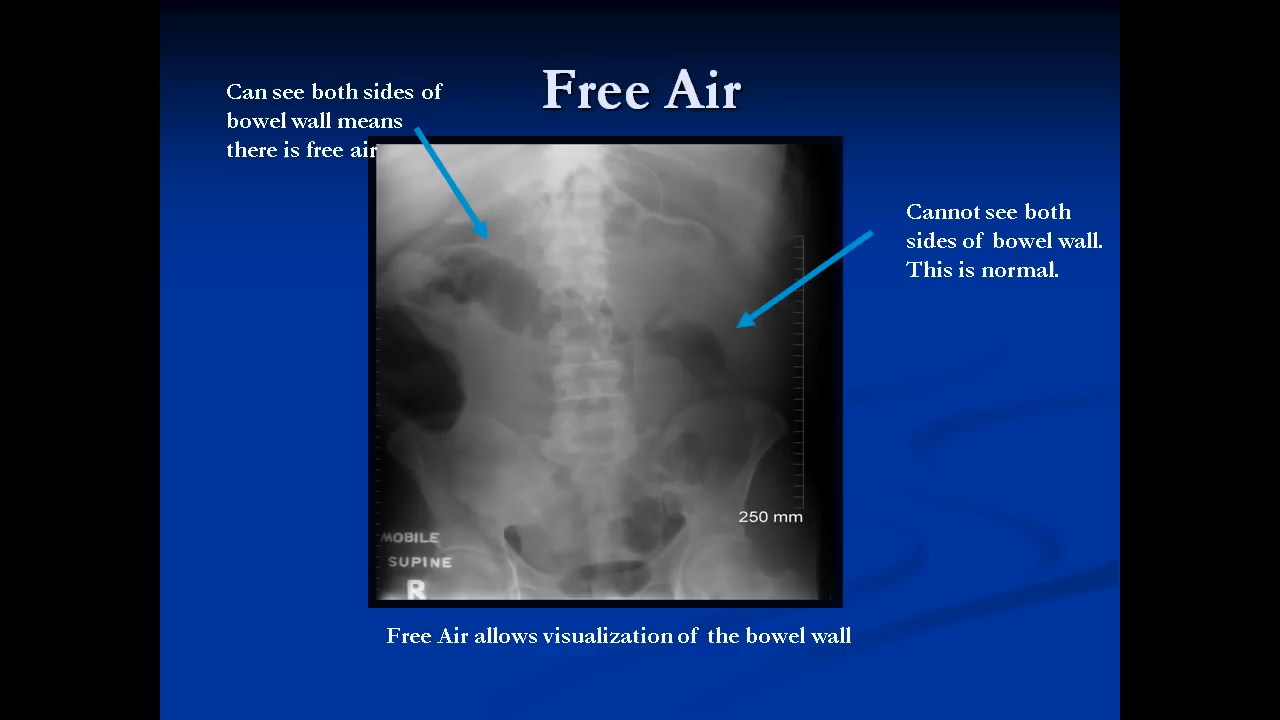 Free Air
Can see both sides of
bowel wall means
there is free air
Cannot see both
sides of bowel wall.
This is normal.
250 mm
MOBILE
SUPINE
R
Free Air allows visualization of the bowel wall